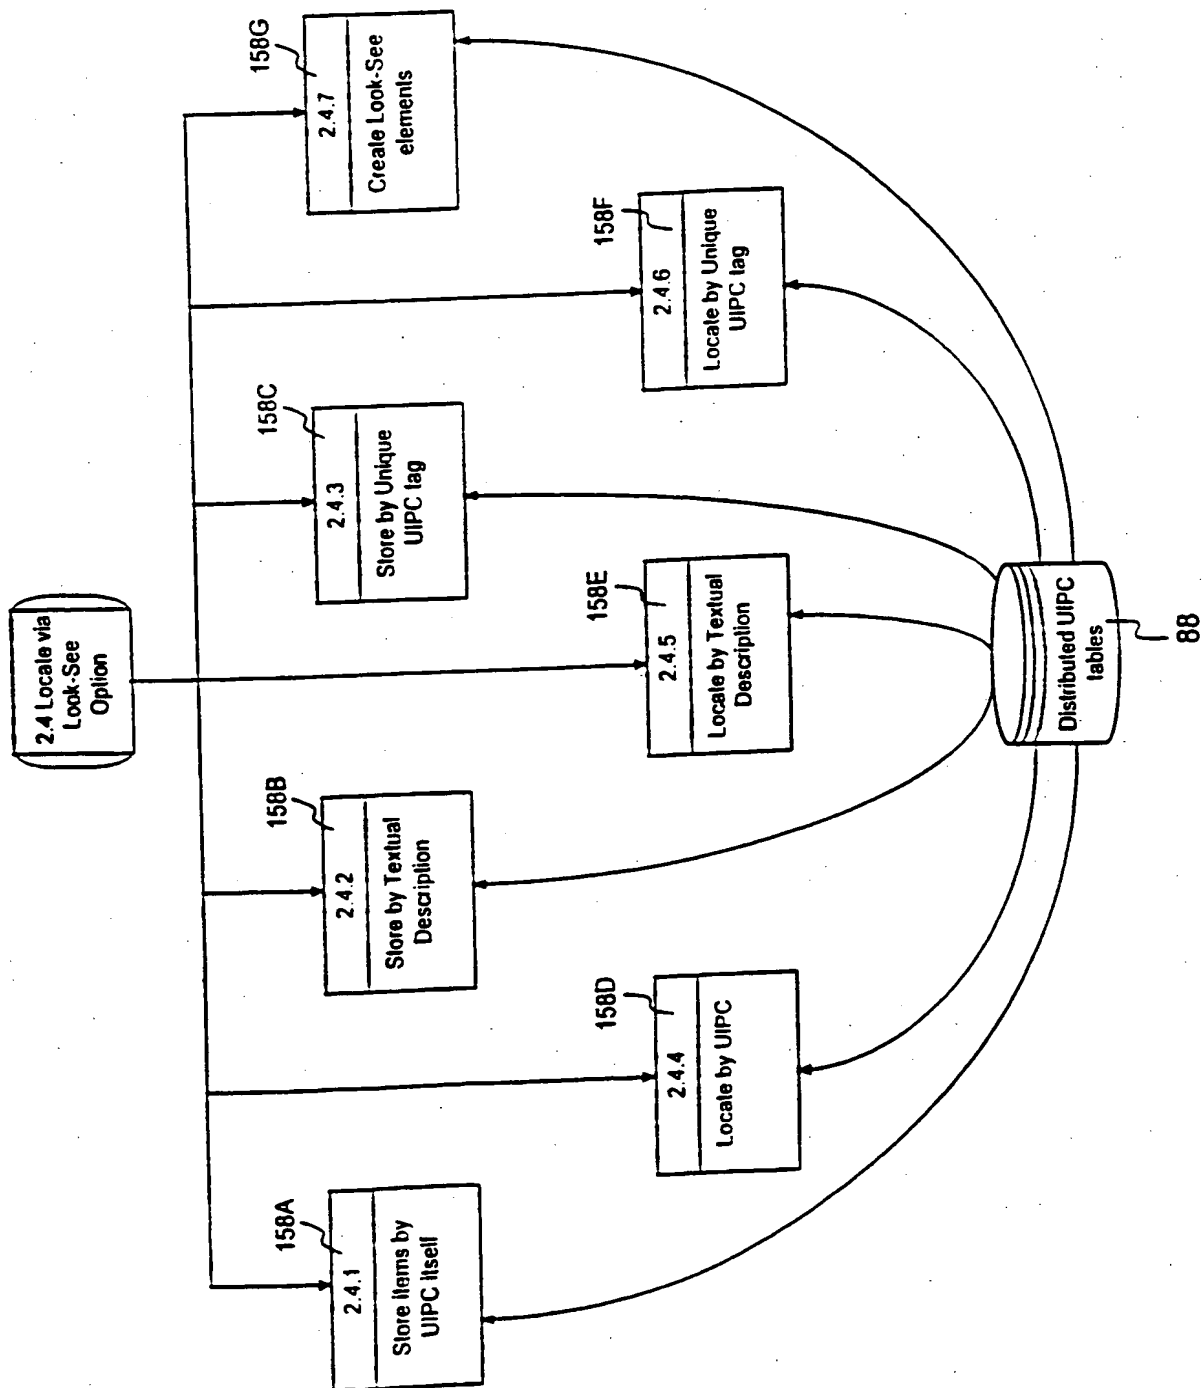 2.4 Locate via
Look-See
Option
158A
2.4.1
Store items by
UIPC itself
158B
2.4.2
Store by Textual
Description
158C
2.4.3
Store by Unique
UIPC tag
158G
2.4.7
Create Look-See
elements
158D
2.4.4
Locate by UIPC
158E
2.4.5
Locate by Textual
Description
158F
2.4.6
Locate by Unique
UIPC tag
Distributed UIPC
tables
88